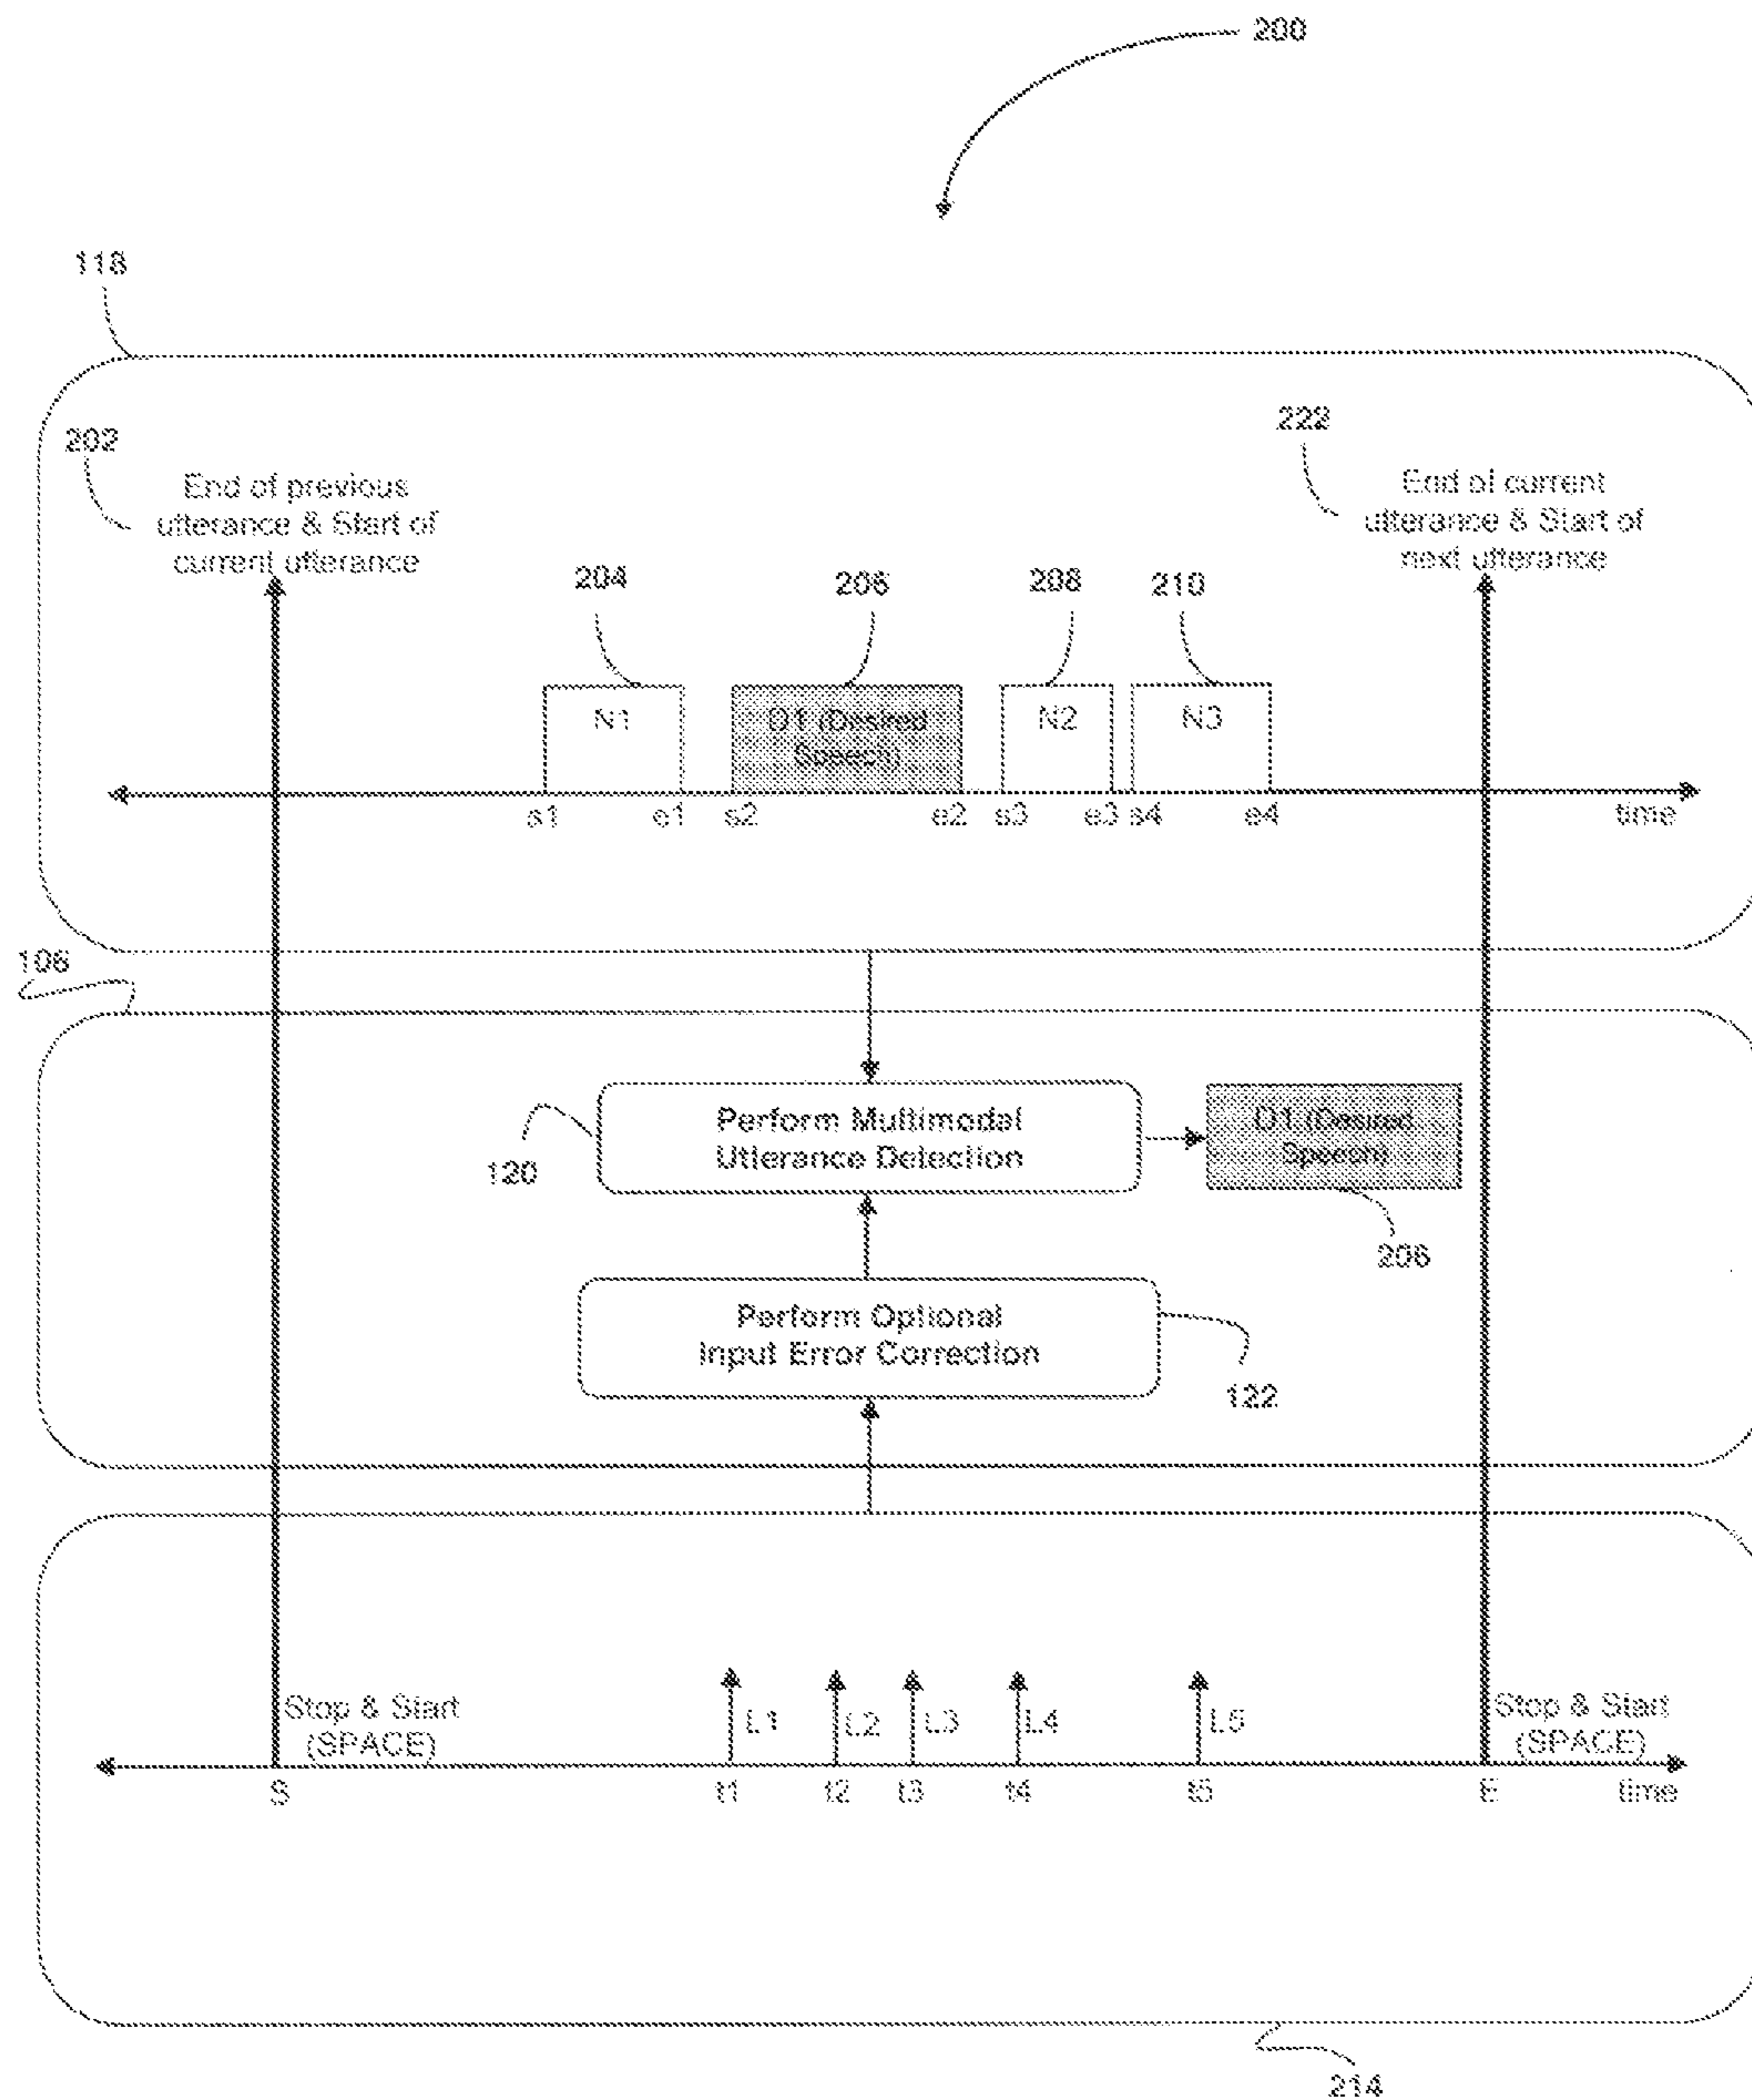 200
118
202
End of previous
utterance & Start of
current utterance
222
End of current
utterance & Start of
next utterance
204
206
208
210
N1
D1 (Desired
Speech)
N2
N3
s1
e1
s2
e2
s3
e3
s4
e4
time
106
Perform Multimodal
Utterance Detection
D1 (Desired
Speech)
120
206
Perform Optional
Input Error Correction
122
Stop & Start
(SPACE)
L1
L2
L3
L4
L5
Stop & Start
(SPACE)
S
t1
t2
t3
t4
t5
E
time
214